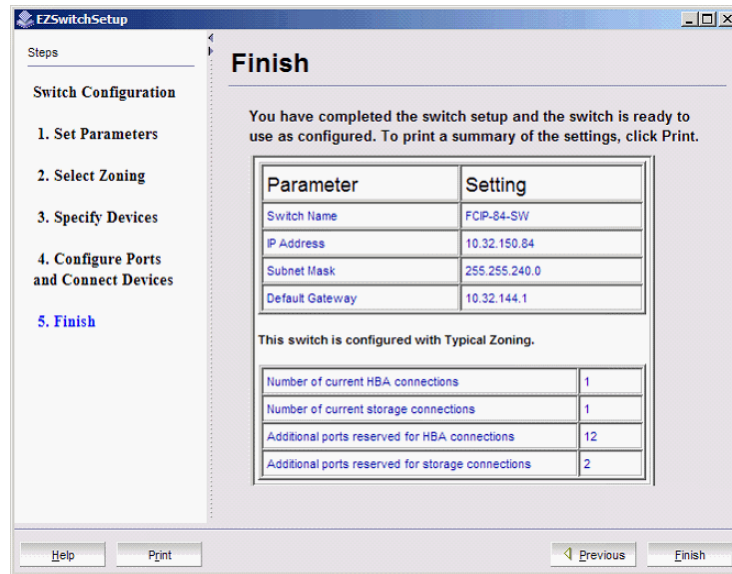 EZSwitchSetup
Steps
Switch Configuration
1. Set Parameters
2. Select Zoning
3. Specify Devices
4. Configure Ports
and Connect Devices
5. Finish
Finish
You have completed the switch setup and the switch is ready to
use as configured. To print a summary of the settings, click Print.
Parameter Setting
Switch Name FCIP-84-SW
IP Address 10.32.150.84
Subnet Mask 255.255.240.0
Default Gateway 10.32.144.1
This switch is configured with Typical Zoning.
Number of current HBA connections 1
Number of current storage connections 1
Additional ports reserved for HBA connections 12
Additional ports reserved for storage connections 2
Help Print Previous Finish